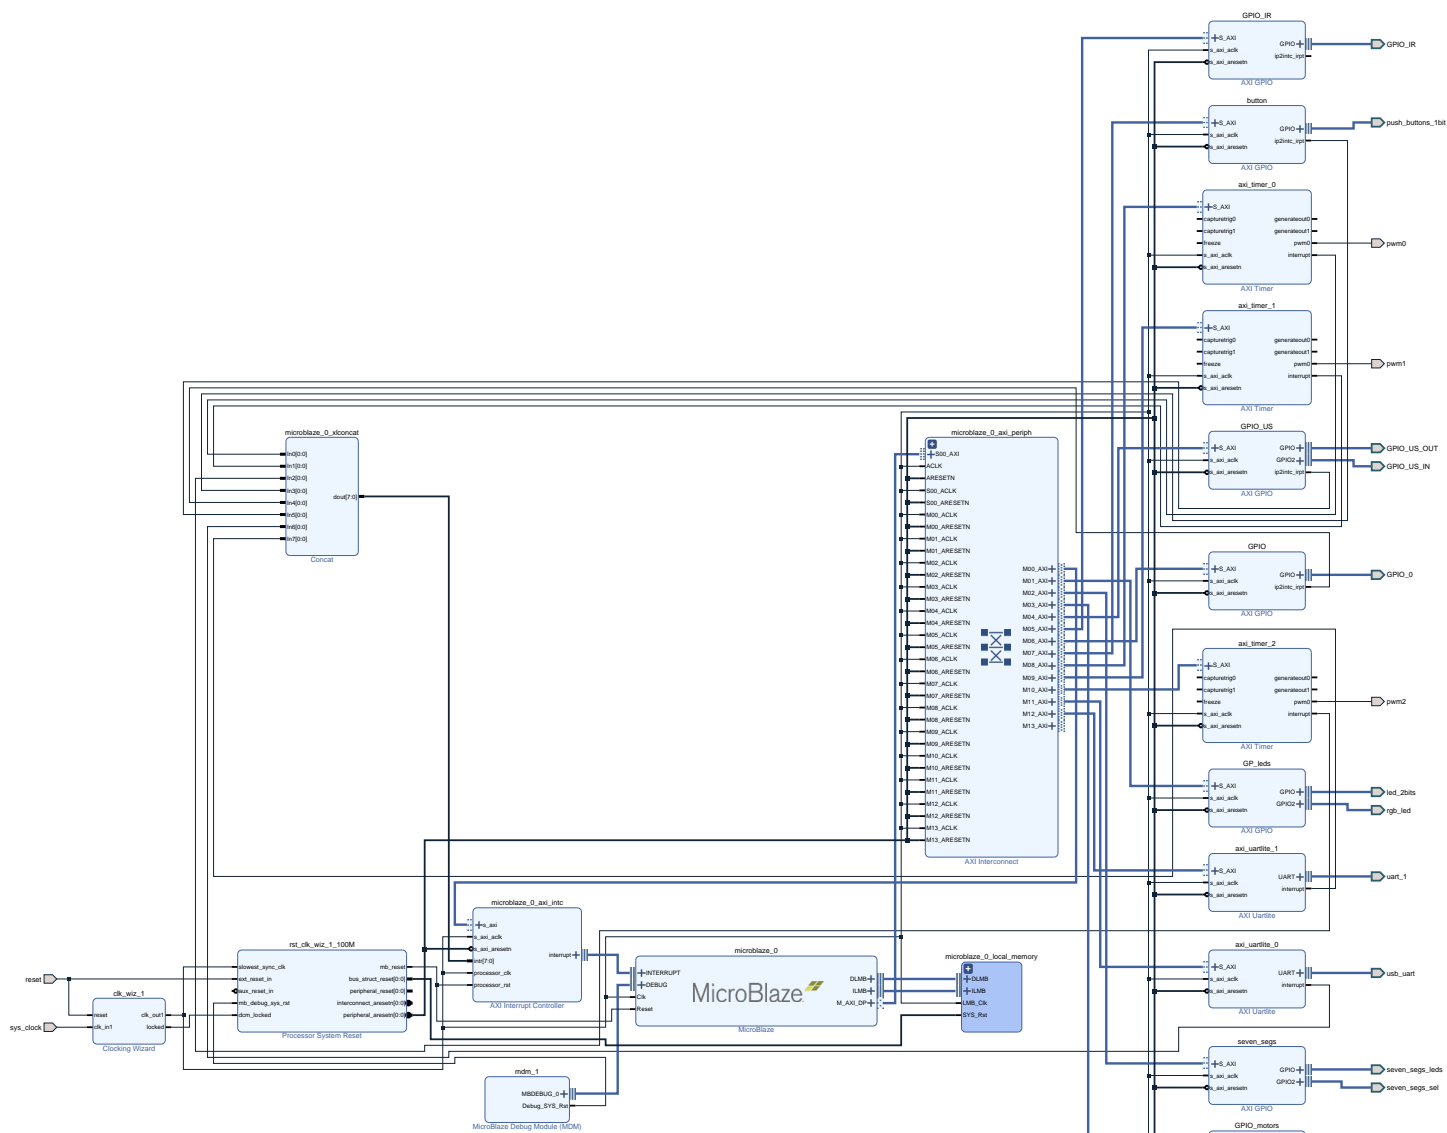 GPIO_IR
S_AXI
s_axi_aclk
s_axi_aresetn
GPIO
ip2intc_irpt
AXI GPIO
GPIO_IR
button
S_AXI
s_axi_aclk
s_axi_aresetn
GPIO
ip2intc_irpt
AXI GPIO
push_buttons_1bit
axi_timer_0
S_AXI
capturetrig0
capturetrig1
freeze
s_axi_aclk
s_axi_aresetn
generateout0
generateout1
pwm0
interrupt
AXI Timer
pwm0
axi_timer_1
S_AXI
capturetrig0
capturetrig1
freeze
s_axi_aclk
s_axi_aresetn
generateout0
generateout1
pwm0
interrupt
AXI Timer
pwm1
GPIO_US
S_AXI
s_axi_aclk
s_axi_aresetn
GPIO
GPIO2
ip2intc_irpt
AXI GPIO
GPIO_US_OUT
GPIO_US_IN
microblaze_0_xlconcat
In0[0:0]
In1[0:0]
In2[0:0]
In3[0:0]
In4[0:0]
In5[0:0]
In6[0:0]
In7[0:0]
dout[7:0]
Concat
microblaze_0_axi_periph
S00_AXI
ACLK
ARESETN
S00_ACLK
S00_ARESETN
M00_ACLK
M00_ARESETN
M01_ACLK
M01_ARESETN
M02_ACLK
M02_ARESETN
M03_ACLK
M03_ARESETN
M04_ACLK
M04_ARESETN
M05_ACLK
M05_ARESETN
M06_ACLK
M06_ARESETN
M07_ACLK
M07_ARESETN
M08_ACLK
M08_ARESETN
M09_ACLK
M09_ARESETN
M10_ACLK
M10_ARESETN
M11_ACLK
M11_ARESETN
M12_ACLK
M12_ARESETN
M13_ACLK
M13_ARESETN
M00_AXI
M01_AXI
M02_AXI
M03_AXI
M04_AXI
M05_AXI
M06_AXI
M07_AXI
M08_AXI
M09_AXI
M10_AXI
M11_AXI
M12_AXI
M13_AXI
AXI Interconnect
GPIO
S_AXI
s_axi_aclk
s_axi_aresetn
GPIO
ip2intc_irpt
AXI GPIO
GPIO_0
axi_timer_2
S_AXI
capturetrig0
capturetrig1
freeze
s_axi_aclk
s_axi_aresetn
generateout0
generateout1
pwm0
interrupt
AXI Timer
pwm2
GP_leds
S_AXI
s_axi_aclk
s_axi_aresetn
GPIO
GPIO2
AXI GPIO
led_2bits
rgb_led
axi_uartlite_1
S_AXI
s_axi_aclk
s_axi_aresetn
UART
interrupt
AXI Uartlite
uart_1
microblaze_0_axi_intc
s_axi
s_axi_aclk
s_axi_aresetn
intr[7:0]
processor_clk
processor_rst
interrupt
AXI Interrupt Controller
rst_clk_wiz_1_100M
slowest_sync_clk
ext_reset_in
aux_reset_in
mb_debug_sys_rst
dcm_locked
mb_reset
bus_struct_reset[0:0]
peripheral_reset[0:0]
interconnect_aresetn[0:0]
peripheral_aresetn[0:0]
Processor System Reset
reset
sys_clock
clk_wiz_1
reset
clk_in1
clk_out1
locked
Clocking Wizard
microblaze_0
INTERRUPT
DEBUG
Clk
Reset
MicroBlaze
DLMB
ILMB
M_AXI_DP
MicroBlaze
microblaze_0_local_memory
DLMB
ILMB
LMB_Clk
SYS_Rst
axi_uartlite_0
S_AXI
s_axi_aclk
s_axi_aresetn
UART
interrupt
AXI Uartlite
usb_uart
seven_segs
S_AXI
s_axi_aclk
s_axi_aresetn
GPIO
GPIO2
AXI GPIO
seven_segs_leds
seven_segs_sel
mdm_1
MBDEBUG_0
Debug_SYS_Rst
MicroBlaze Debug Module (MDM)
GPIO_motors